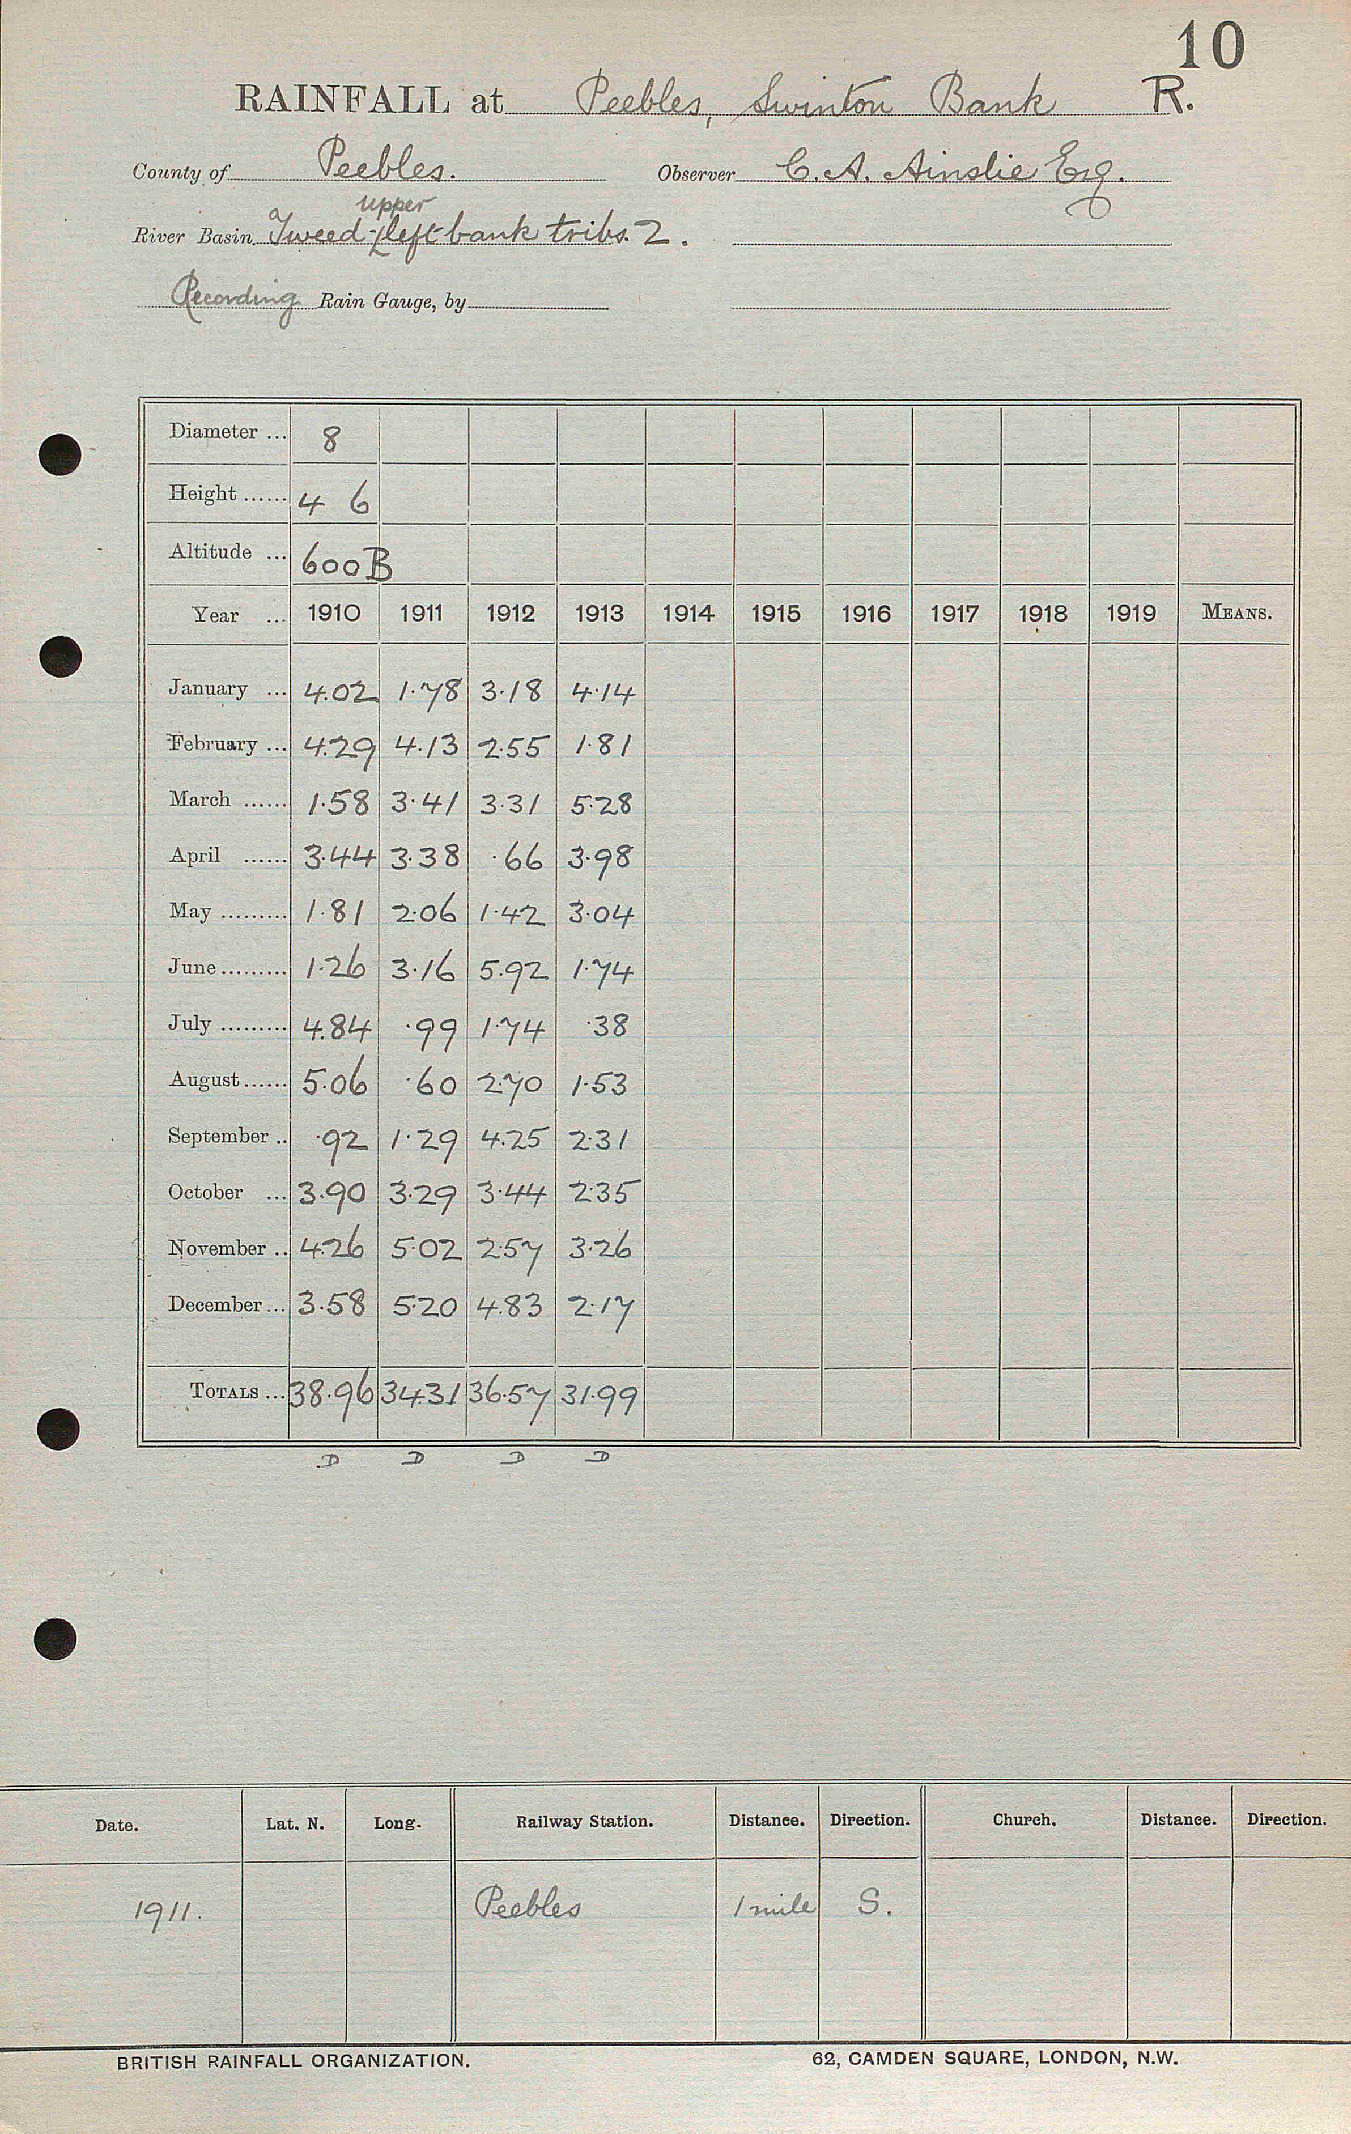 10
RAINFALL at Peebles, Swinton Bank R.
County of Peebles. Observer C. A. Ainslie Esq.
a upper
River Basin Tweed-left bank tribs. 2.
Recording Rain Gauge, by
Diameter ... 8
Height ...... 4 6
Altitude ... 600 B
Year ... 1910 1911 1912 1913 1914 1915 1916 1917 1918 1919 MEANS.
January ... 4.02 1.78 3.18 4.14
February ... 4.29 4.13 2.55 1.81
March ...... 1.58 3.41 3.31 5.28
April ...... 3.44 3.38 .66 3.98
May ......... 1.81 2.06 1.42 3.04
June ......... 1.26 3.16 5.92 1.74
July ......... 4.84 .99 1.74 .38
August ...... 5.06 .60 2.70 1.53
September .. .92 1.29 4.25 2.31
October ... 3.90 3.29 3.44 2.35
November .. 4.26 5.02 2.57 3.26
December ... 3.58 5.20 4.83 2.17
TOTALS ... 38.96 34.31 36.57 31.99
D D D D
Date. Lat. N. Long. Railway Station. Distance. Direction. Church. Distance. Direction.
1911. Peebles 1 mile S.
BRITISH RAINFALL ORGANIZATION. 62, CAMDEN SQUARE, LONDON, N.W.